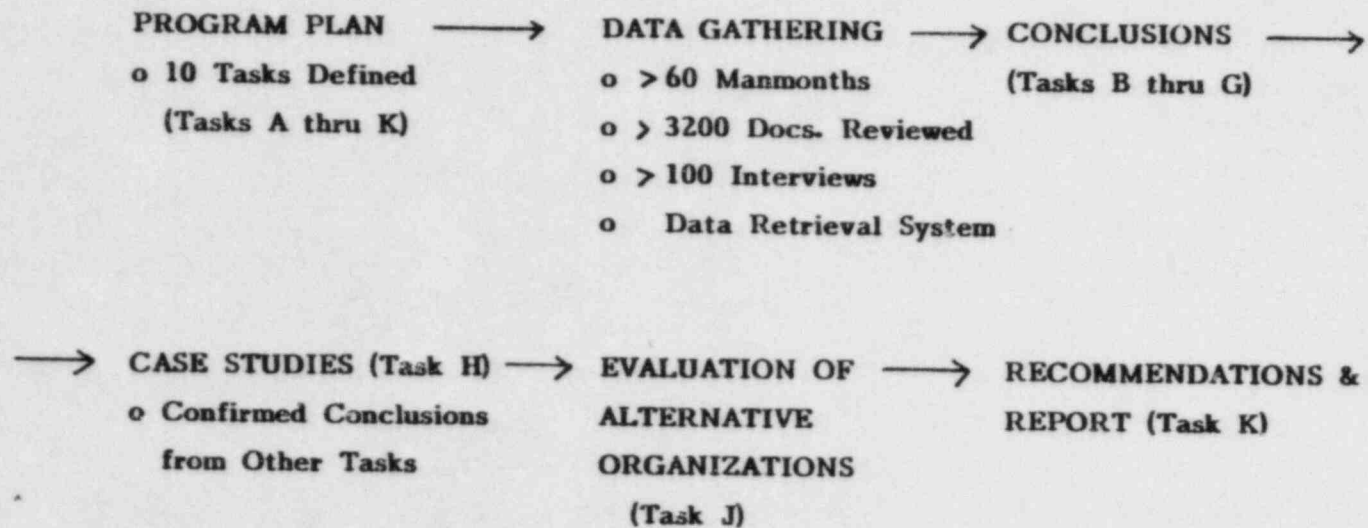 PROGRAM PLAN ⟶ DATA GATHERING ⟶ CONCLUSIONS ⟶
o 10 Tasks Defined
(Tasks A thru K)
o > 60 Manmonths
o > 3200 Docs. Reviewed
o > 100 Interviews
o Data Retrieval System
(Tasks B thru G)
⟶ CASE STUDIES (Task H) ⟶ EVALUATION OF ⟶ RECOMMENDATIONS &
o Confirmed Conclusions
from Other Tasks
ALTERNATIVE
ORGANIZATIONS
(Task J)
REPORT (Task K)